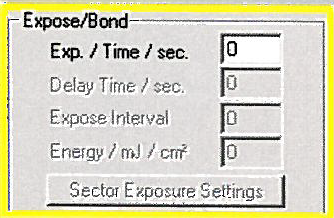 Expose/Bond
Exp. / Time / sec. 0
Delay Time / sec. 0
Expose Interval 0
Energy / mJ / cm² 0
Sector Exposure Settings